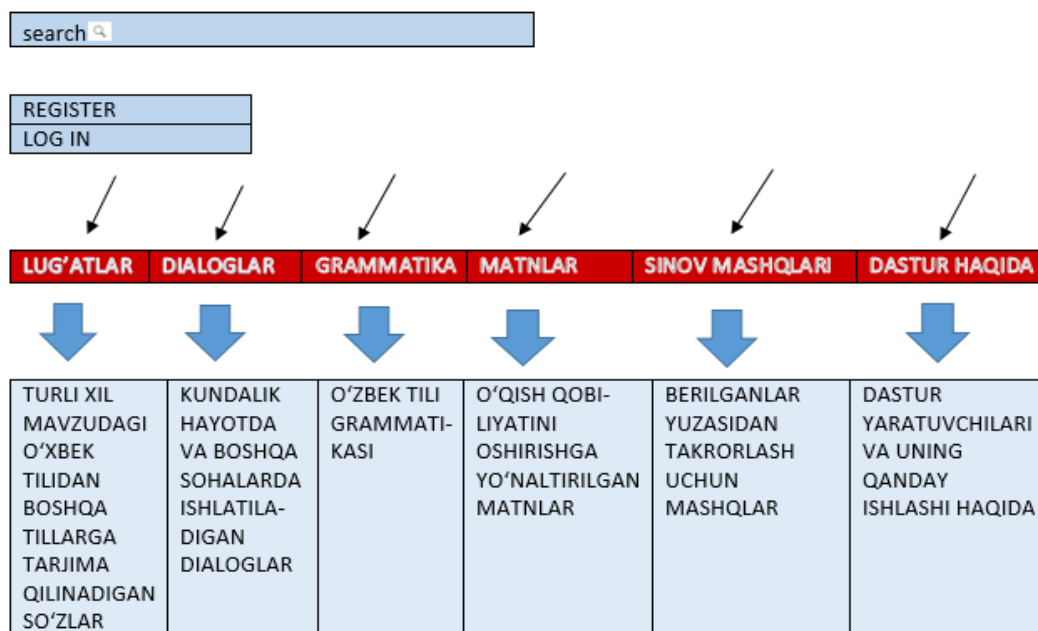 search
REGISTER
LOG IN
LUG‘ATLAR DIALOGLAR GRAMMATIKA MATNLAR SINOV MASHQLARI DASTUR HAQIDA
TURLI XIL
MAVZUDAGI
O‘XBEK
TILIDAN
BOSHQA
TILLARGA
TARJIMA
QILINADIGAN
SO‘ZLAR
KUNDALIK
HAYOTDA
VA BOSHQA
SOHALARDA
ISHLATILA-
DIGAN
DIALOGLAR
O‘ZBEK TILI
GRAMMATI-
KASI
O‘QISH QOBI-
LIYATINI
OSHIRISHGA
YO‘NALTIRILGAN
MATNLAR
BERILGANLAR
YUZASIDAN
TAKRORLASH
UCHUN
MASHQLAR
DASTUR
YARATUVCHILARI
VA UNING
QANDAY
ISHLASHI HAQIDA